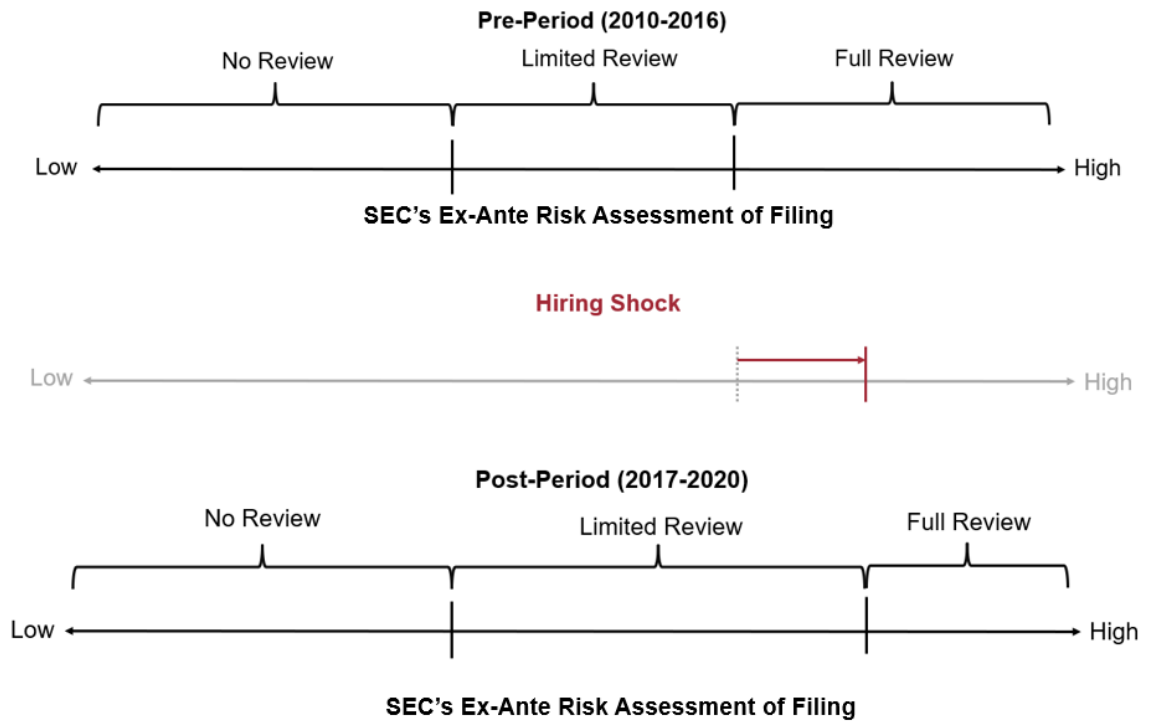 Pre-Period (2010-2016)
No Review
Limited Review
Full Review
Low
High
SEC’s Ex-Ante Risk Assessment of Filing
Hiring Shock
Low
High
Post-Period (2017-2020)
No Review
Limited Review
Full Review
Low
High
SEC’s Ex-Ante Risk Assessment of Filing